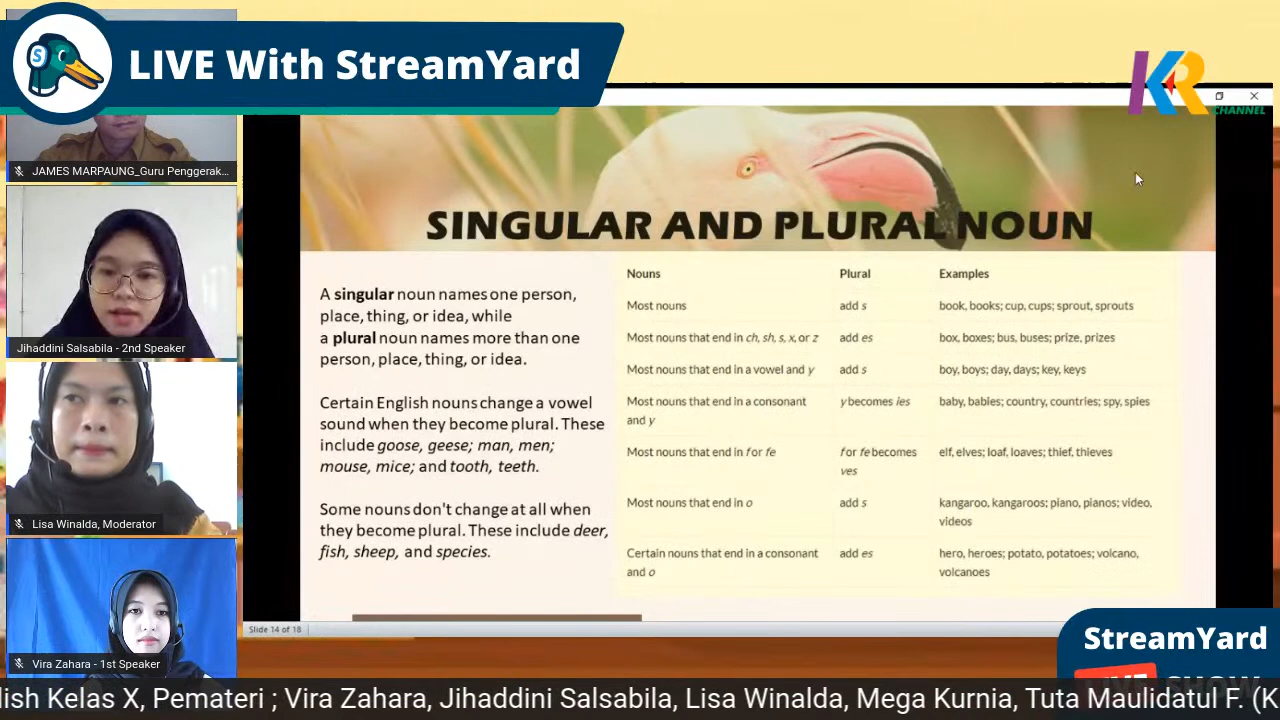 LIVE With StreamYard
S
KR
CHANNEL
JAMES MARPAUNG_Guru Penggerak...
Jihaddini Salsabila - 2nd Speaker
Lisa Winalda, Moderator
Vira Zahara - 1st Speaker
SINGULAR AND PLURAL NOUN
A singular noun names one person,
place, thing, or idea, while
a plural noun names more than one
person, place, thing, or idea.
Certain English nouns change a vowel
sound when they become plural. These
include goose, geese; man, men;
mouse, mice; and tooth, teeth.
Some nouns don't change at all when
they become plural. These include deer,
fish, sheep, and species.
Nouns Plural Examples
Most nouns add s book, books; cup, cups; sprout, sprouts
Most nouns that end in ch, sh, s, x, or z add es box, boxes; bus, buses; prize, prizes
Most nouns that end in a vowel and y add s boy, boys; day, days; key, keys
Most nouns that end in a consonant y becomes ies baby, babies; country, countries; spy, spies
and y
Most nouns that end in f or fe f or fe becomes elf, elves; loaf, loaves; thief, thieves
ves
Most nouns that end in o add s kangaroo, kangaroos; piano, pianos; video,
videos
Certain nouns that end in a consonant add es hero, heroes; potato, potatoes; volcano,
and o volcanoes
Slide 14 of 18
StreamYard
LIVE SHOW
lish Kelas X, Pemateri ; Vira Zahara, Jihaddini Salsabila, Lisa Winalda, Mega Kurnia, Tuta Maulidatul F. (K